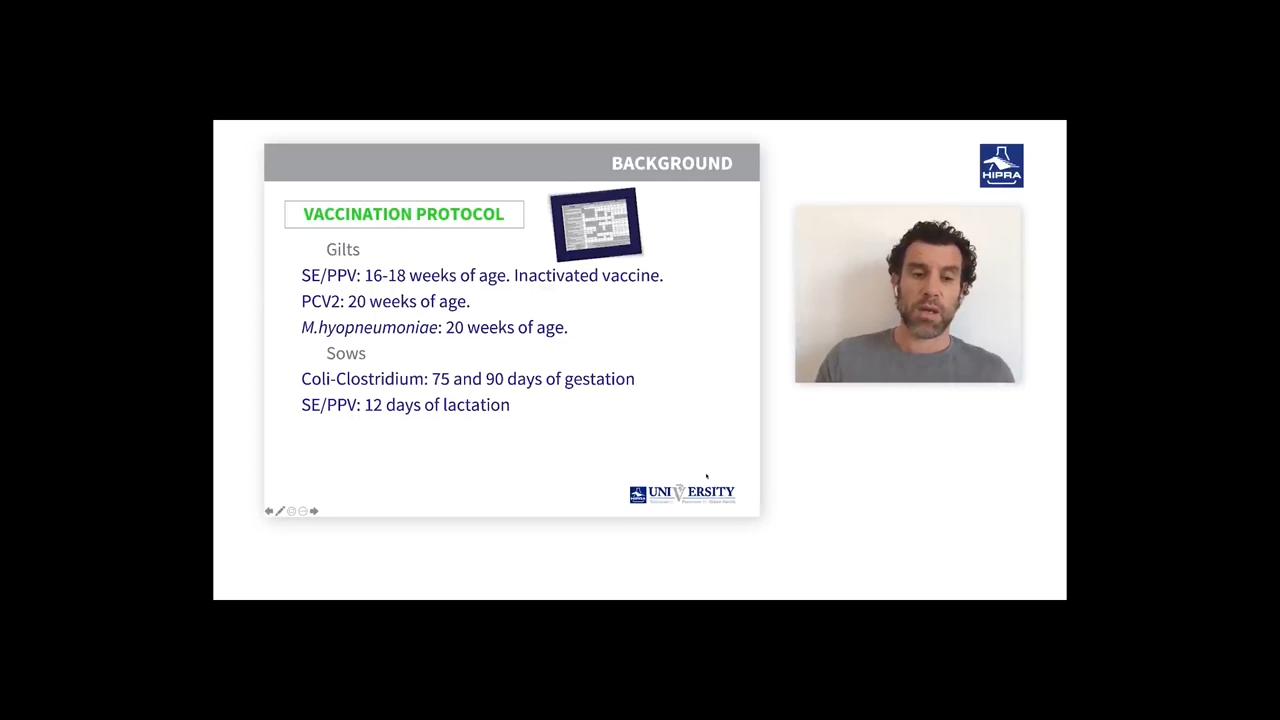 BACKGROUND
VACCINATION PROTOCOL
Gilts
SE/PPV: 16-18 weeks of age. Inactivated vaccine.
PCV2: 20 weeks of age.
M.hyopneumoniae: 20 weeks of age.
Sows
Coli-Clostridium: 75 and 90 days of gestation
SE/PPV: 12 days of lactation
UNIVERSITY
HIPRA